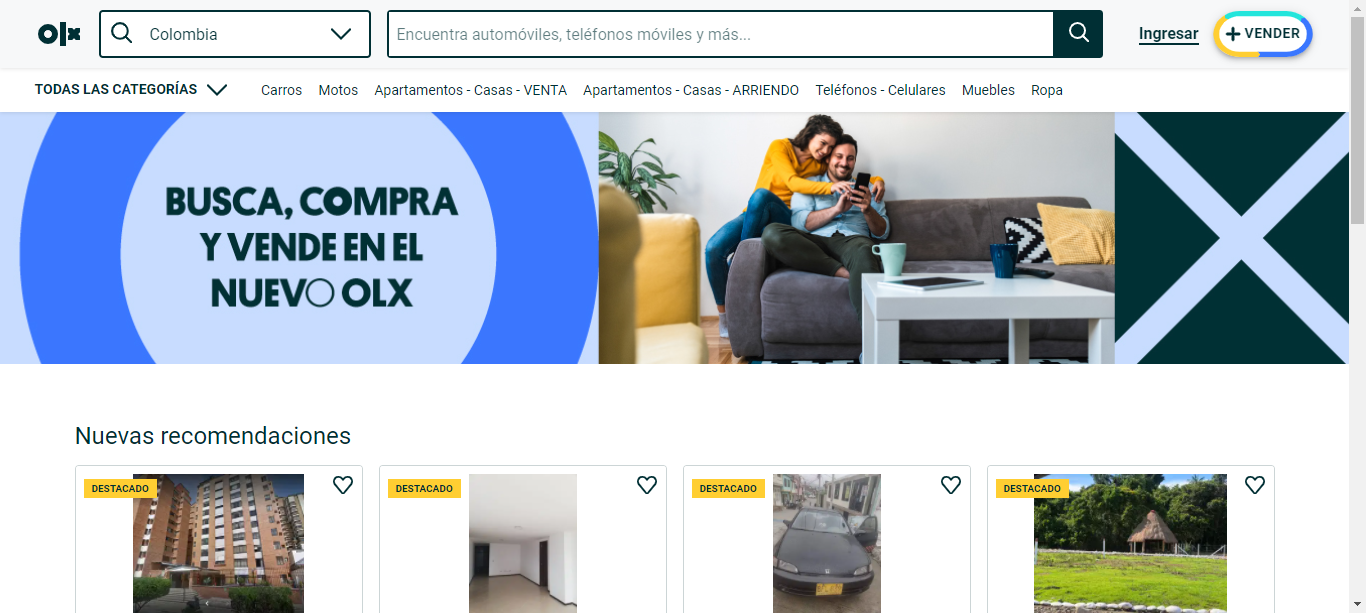 olx
Colombia
Encuentra automóviles, teléfonos móviles y más...
Ingresar
VENDER
TODAS LAS CATEGORÍAS
Carros
Motos
Apartamentos - Casas - VENTA
Apartamentos - Casas - ARRIENDO
Teléfonos - Celulares
Muebles
Ropa
BUSCA, COMPRA
Y VENDE EN EL
NUEVO OLX
Nuevas recomendaciones
DESTACADO
DESTACADO
DESTACADO
DESTACADO